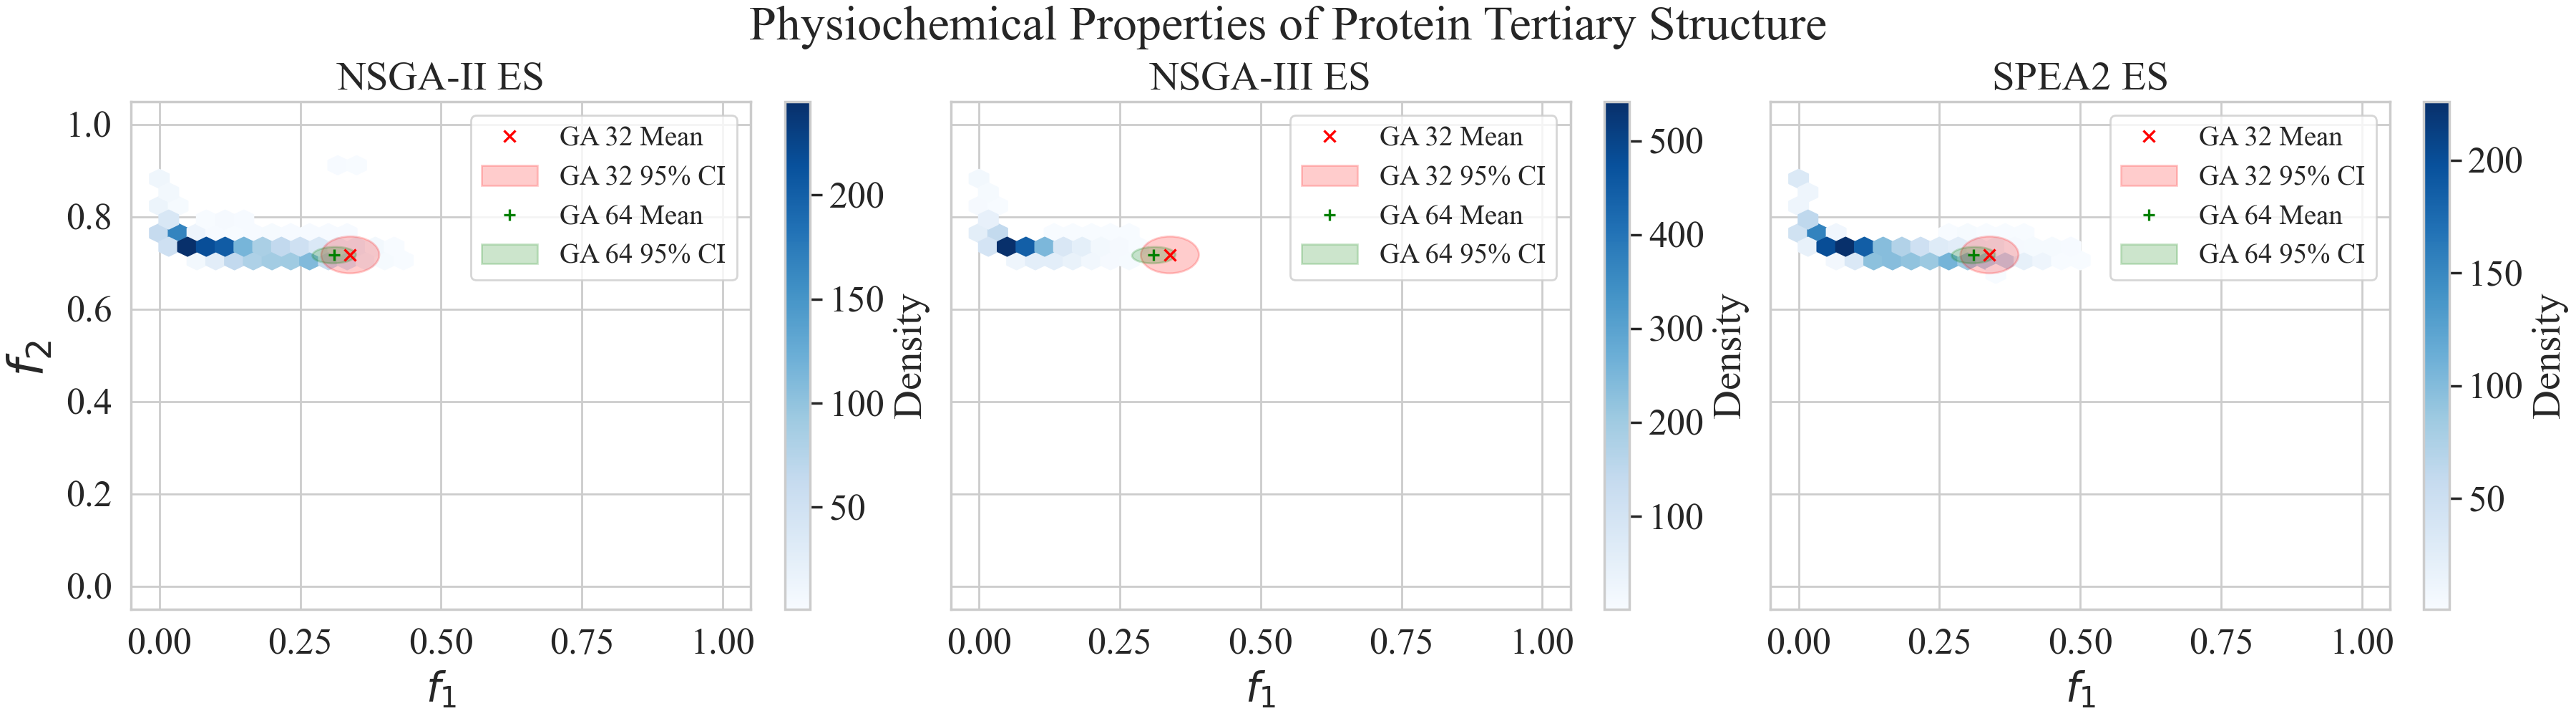 Physiochemical Properties of Protein Tertiary Structure
NSGA-II ES
f2
1.0
0.8
0.6
0.4
0.2
0.0
0.00 0.25 0.50 0.75 1.00
f1
GA 32 Mean
GA 32 95% CI
GA 64 Mean
GA 64 95% CI
200
150
100
50
Density
NSGA-III ES
0.00 0.25 0.50 0.75 1.00
f1
GA 32 Mean
GA 32 95% CI
GA 64 Mean
GA 64 95% CI
500
400
300
200
100
Density
SPEA2 ES
0.00 0.25 0.50 0.75 1.00
f1
GA 32 Mean
GA 32 95% CI
GA 64 Mean
GA 64 95% CI
200
150
100
50
Density